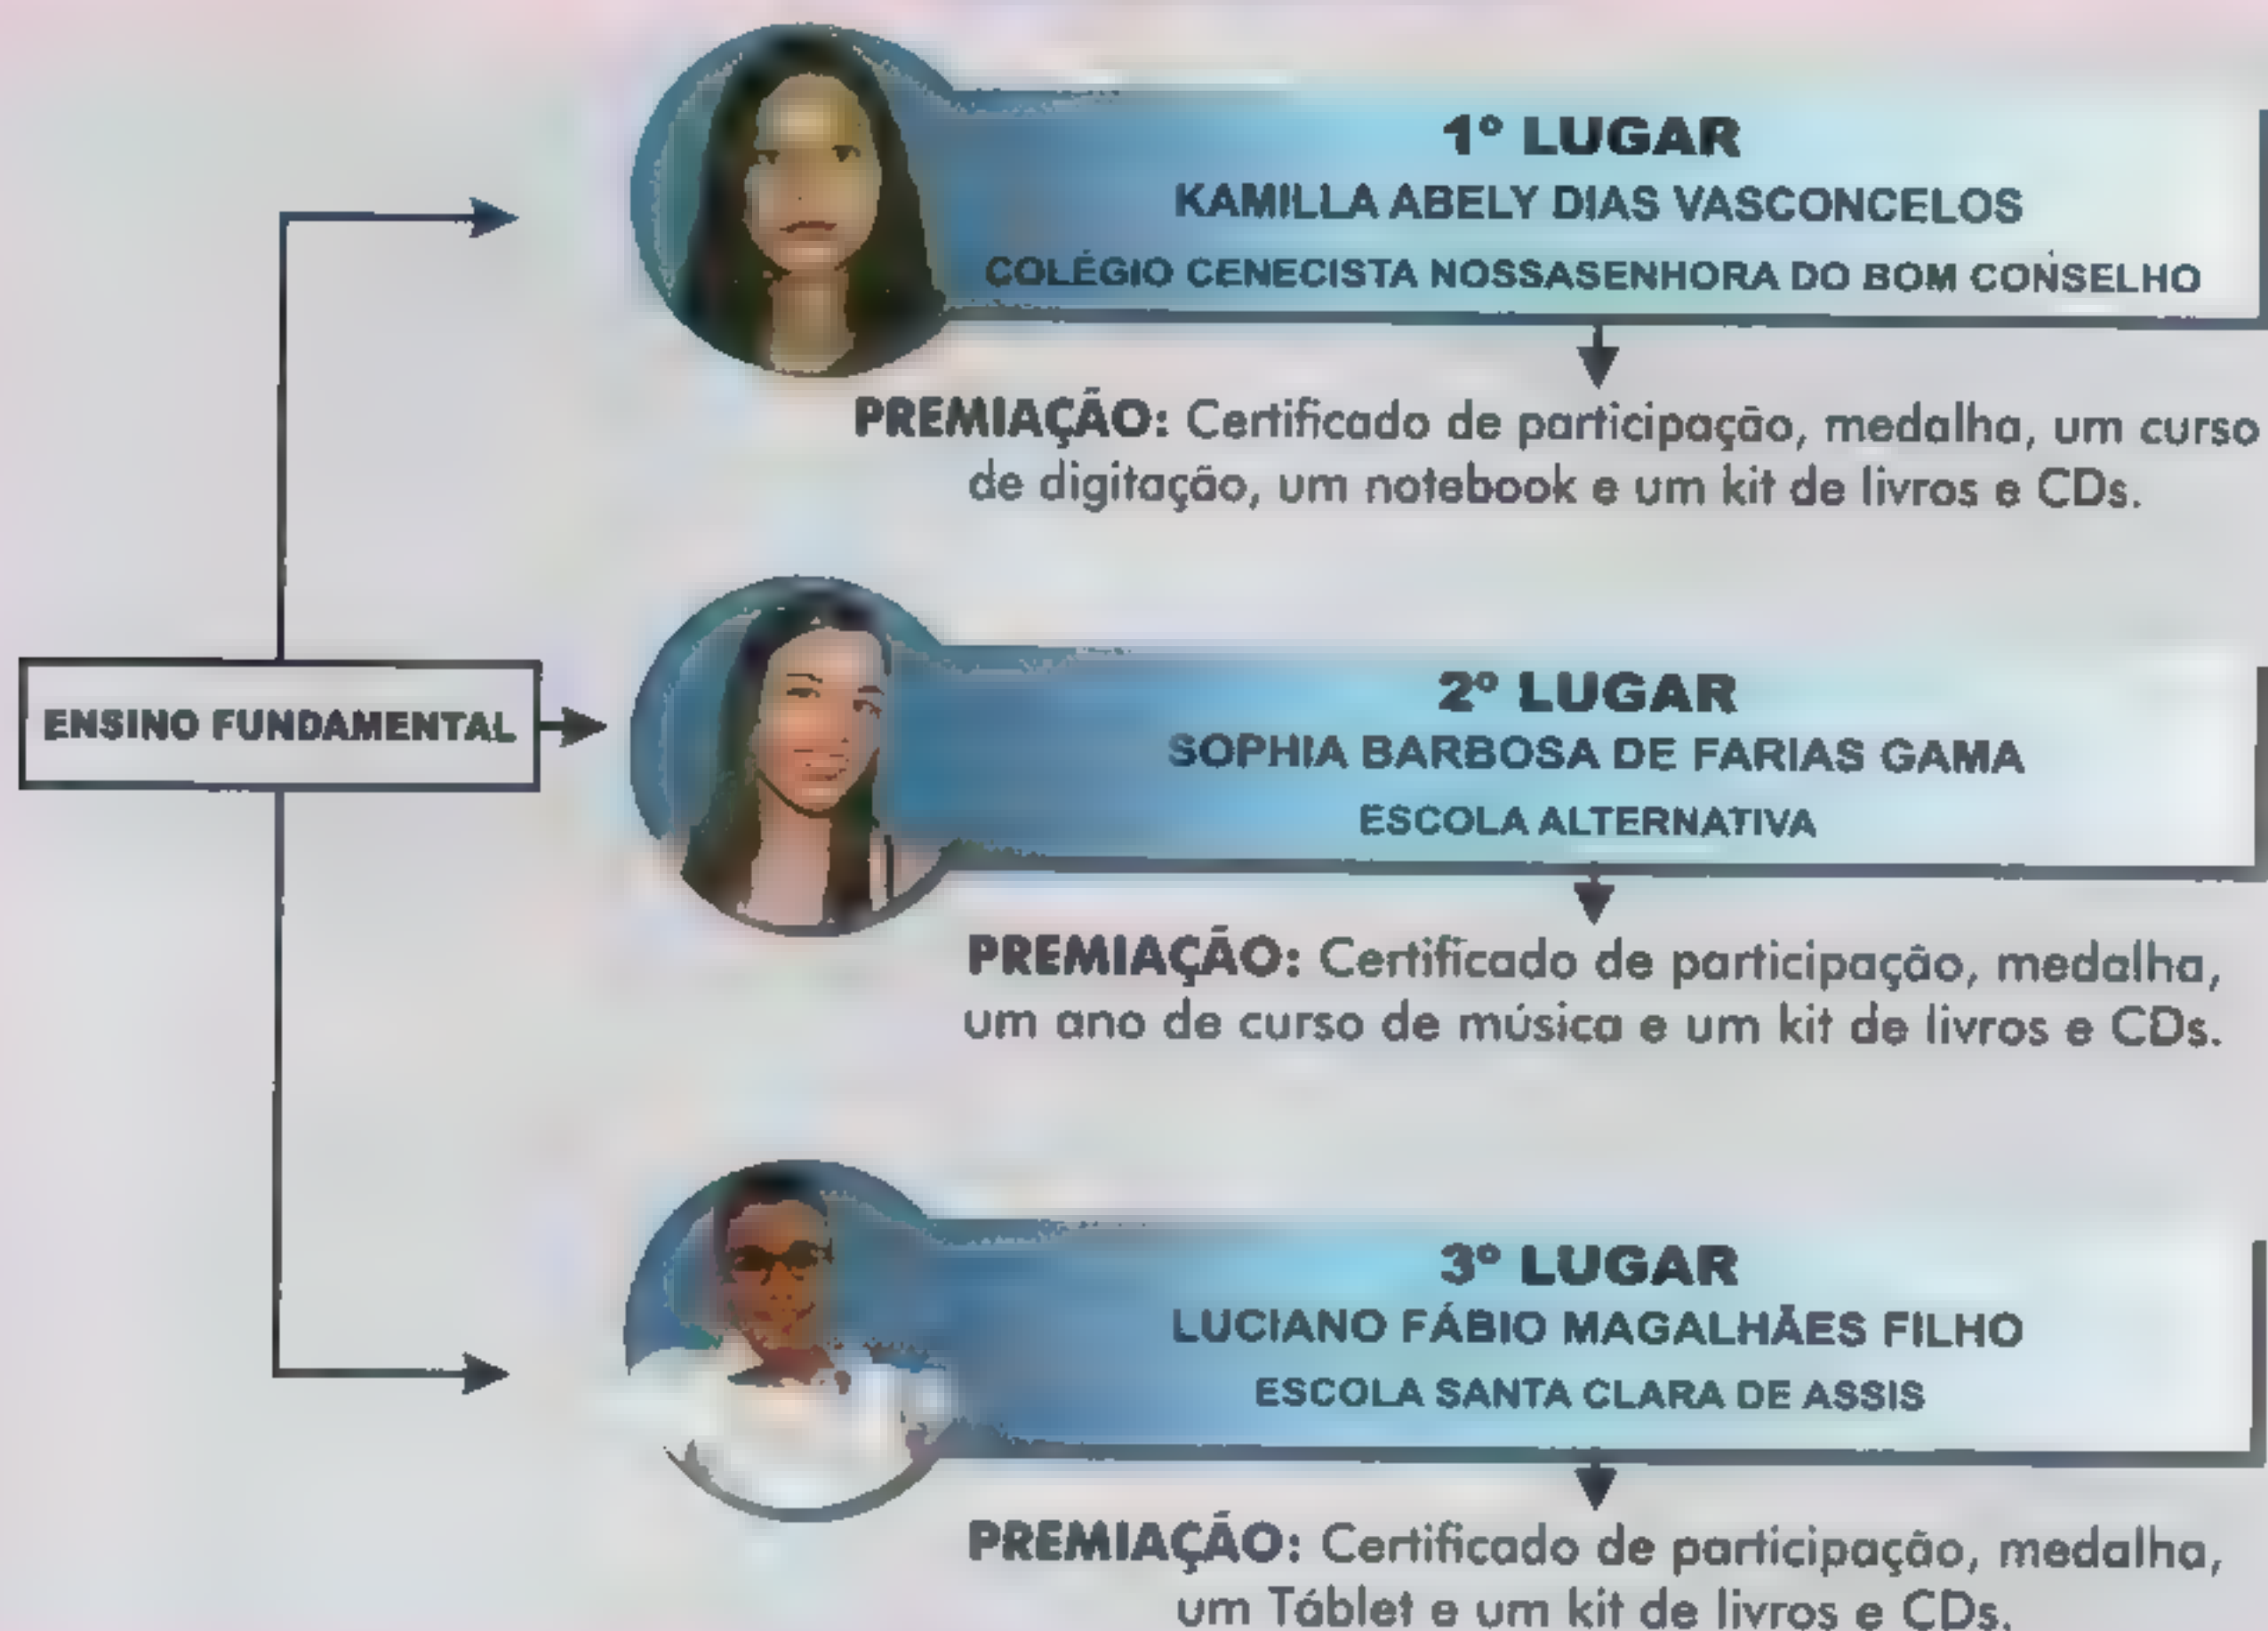 1º LUGAR
KAMILLA ABELY DIAS VASCONCELOS
COLÉGIO CENECISTA NOSSASENHORA DO BOM CONSELHO
PREMIAÇÃO: Certificado de participação, medalha, um curso
de digitação, um notebook e um kit de livros e CDs.
ENSINO FUNDAMENTAL
2º LUGAR
SOPHIA BARBOSA DE FARIAS GAMA
ESCOLA ALTERNATIVA
PREMIAÇÃO: Certificado de participação, medalha,
um ano de curso de música e um kit de livros e CDs.
3º LUGAR
LUCIANO FÁBIO MAGALHÃES FILHO
ESCOLA SANTA CLARA DE ASSIS
PREMIAÇÃO: Certificado de participação, medalha,
um Táblet e um kit de livros e CDs.